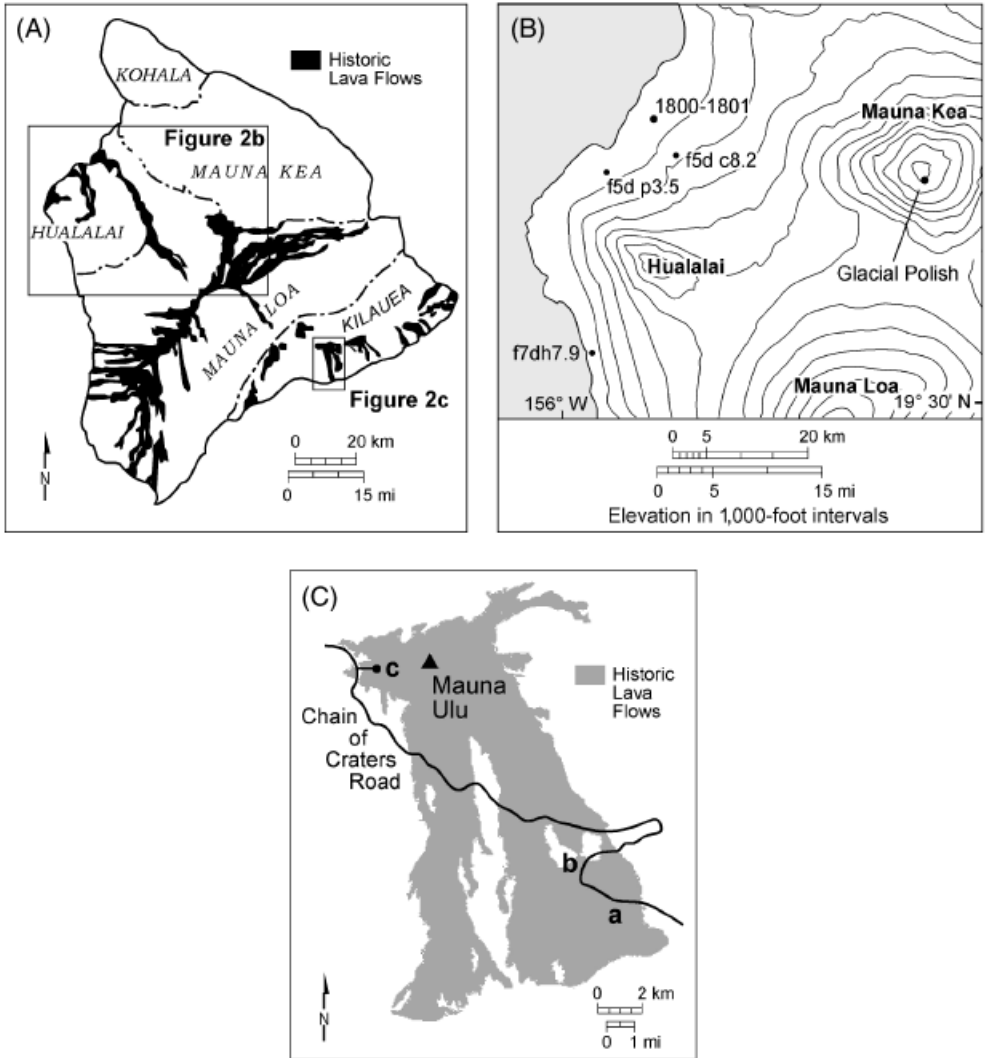 (A)
KOHALA
Historic
Lava Flows
Figure 2b
MAUNA KEA
HUALALAI
MAUNA LOA
KILAUEA
Figure 2c
N
0 20 km
0 15 mi
(B)
1800-1801
Mauna Kea
f5d c8.2
f5d p3.5
Glacial Polish
Hualalai
f7dh7.9
Mauna Loa
156° W
19° 30' N
0 5 20 km
0 5 15 mi
Elevation in 1,000-foot intervals
(C)
c
Mauna
Ulu
Historic
Lava
Flows
Chain
of
Craters
Road
b
a
N
0 2 km
0 1 mi